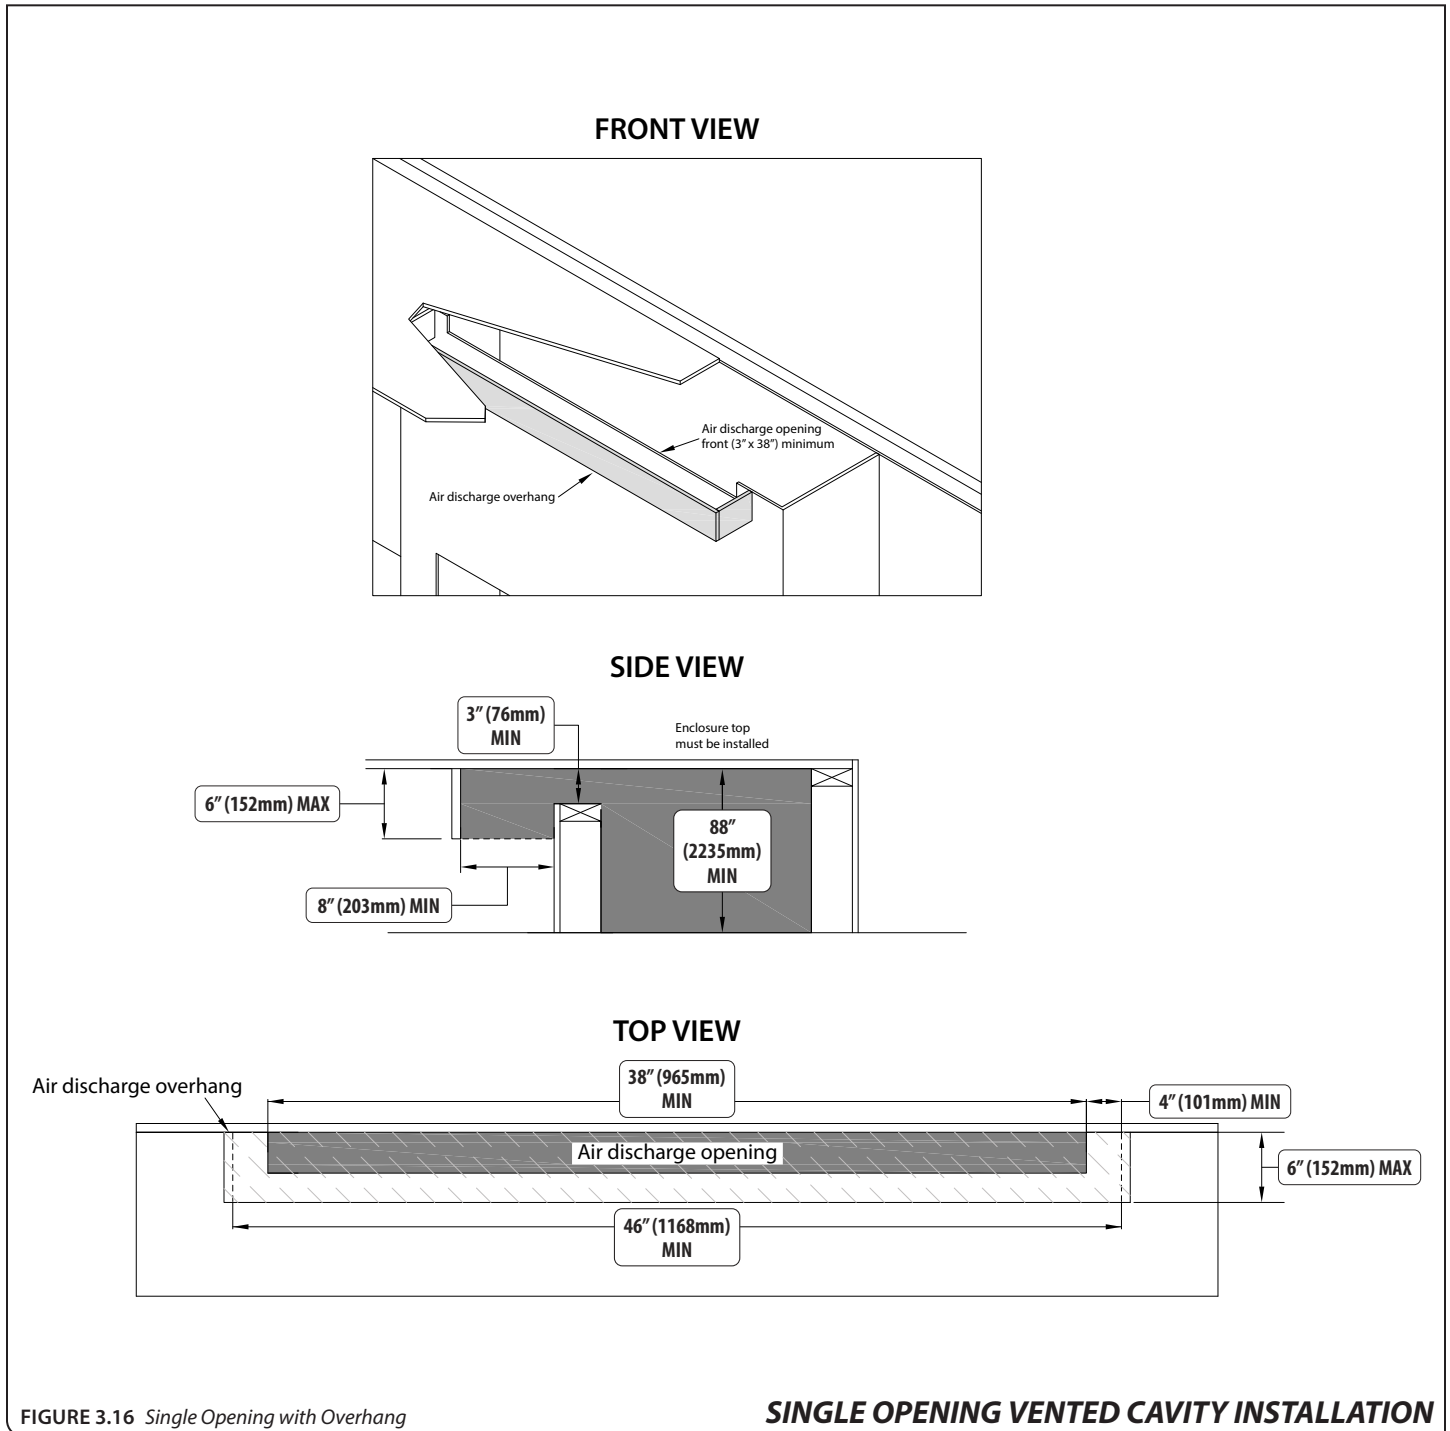 FRONT VIEW
Air discharge opening
front (3” x 38”) minimum
Air discharge overhang
SIDE VIEW
3” (76mm)
MIN
Enclosure top
must be installed
6” (152mm) MAX
88”
(2235mm)
MIN
8” (203mm) MIN
TOP VIEW
Air discharge overhang
38” (965mm)
MIN
4” (101mm) MIN
Air discharge opening
6” (152mm) MAX
46” (1168mm)
MIN
FIGURE 3.16 Single Opening with Overhang
SINGLE OPENING VENTED CAVITY INSTALLATION